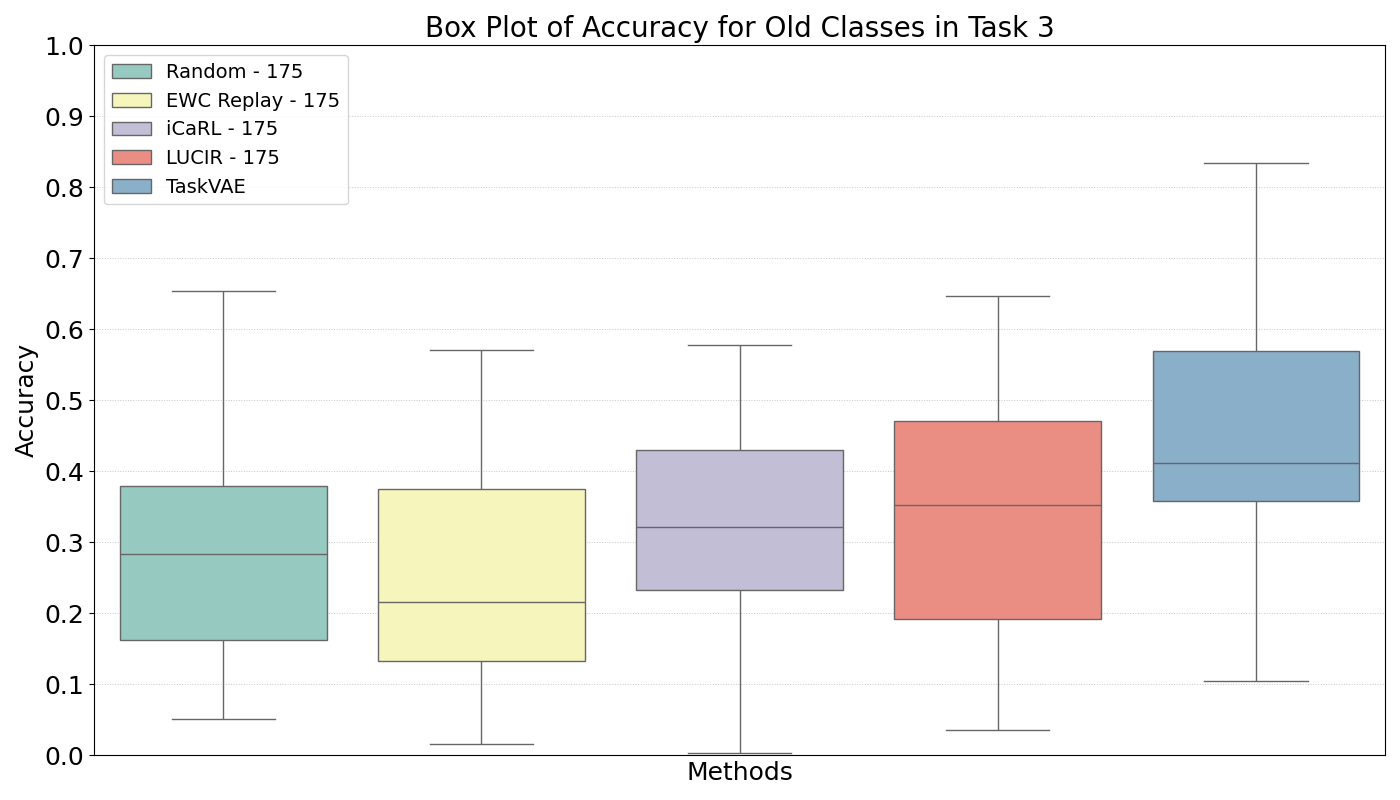 Box Plot of Accuracy for Old Classes in Task 3
1.0
0.9
0.8
0.7
0.6
0.5
0.4
0.3
0.2
0.1
0.0
Accuracy
Random - 175
EWC Replay - 175
iCaRL - 175
LUCIR - 175
TaskVAE
Methods